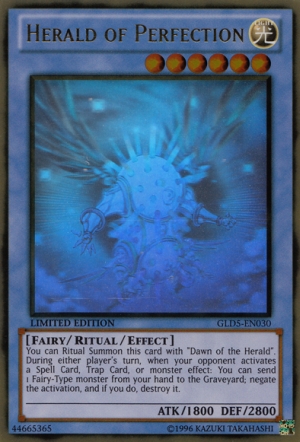 HERALD OF PERFECTION
LIGHT
光
LIMITED EDITION
GLD5-EN030
[FAIRY/RITUAL/EFFECT]
You can Ritual Summon this card with "Dawn of the Herald".
During either player's turn, when your opponent activates
a Spell Card, Trap Card, or monster effect: You can send
1 Fairy-Type monster from your hand to the Graveyard; negate
the activation, and if you do, destroy it.
ATK/1800 DEF/2800
44665365
©1996 KAZUKI TAKAHASHI